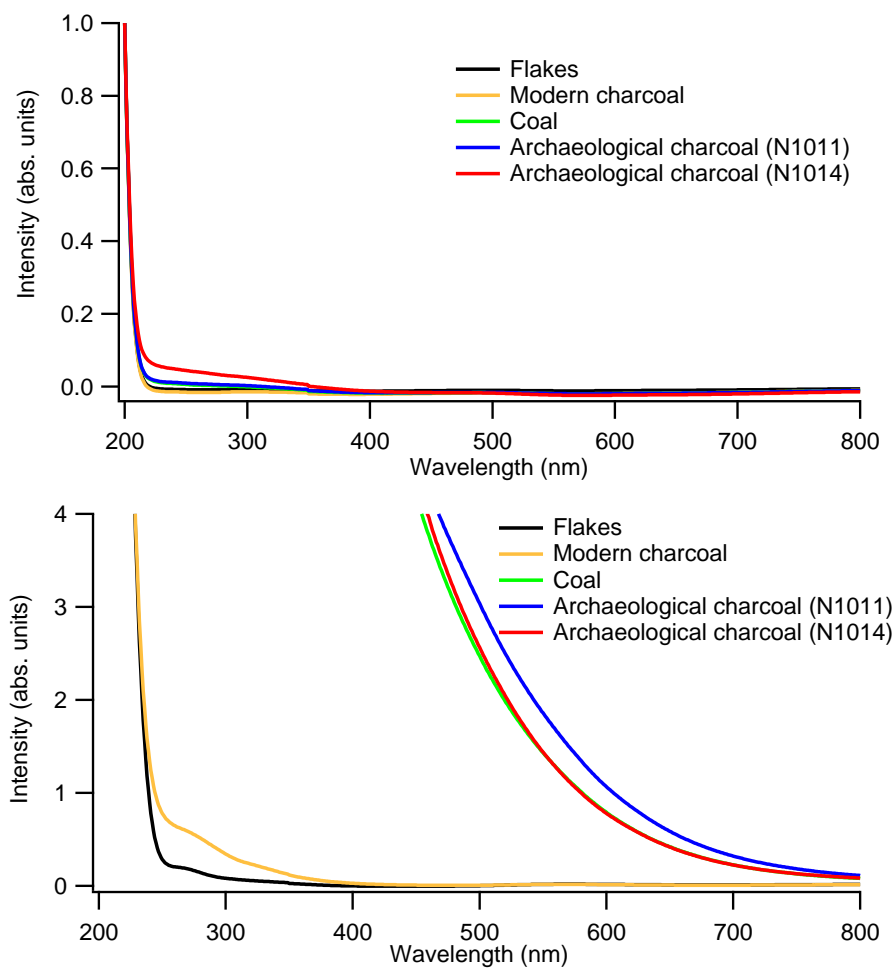 1.0
0.8
0.6
0.4
0.2
0.0
Intensity (abs. units)
Flakes
Modern charcoal
Coal
Archaeological charcoal (N1011)
Archaeological charcoal (N1014)
200 300 400 500 600 700 800
Wavelength (nm)
4
3
2
1
0
Intensity (abs. units)
Flakes
Modern charcoal
Coal
Archaeological charcoal (N1011)
Archaeological charcoal (N1014)
200 300 400 500 600 700 800
Wavelength (nm)